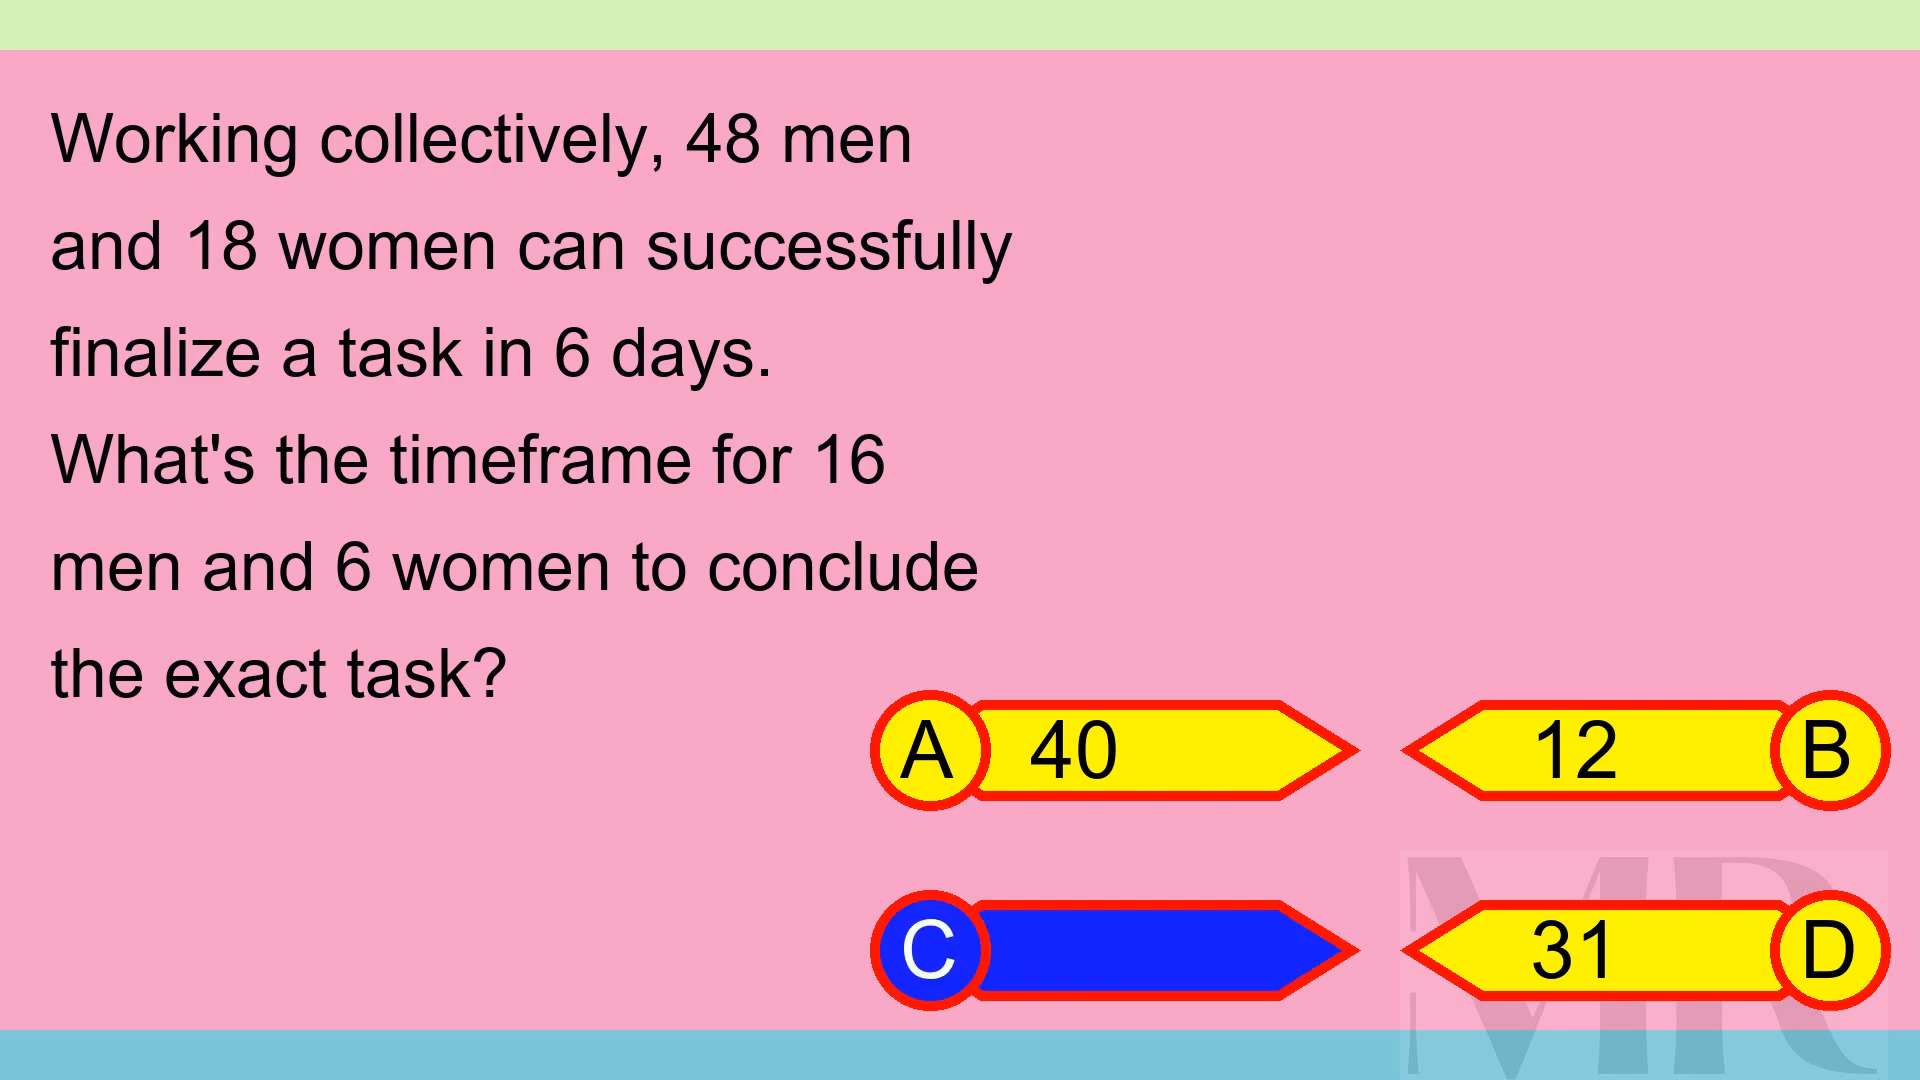 Working collectively, 48 men
and 18 women can successfully
finalize a task in 6 days.
What's the timeframe for 16
men and 6 women to conclude
the exact task?
A 40
12 B
C
31 D
MR